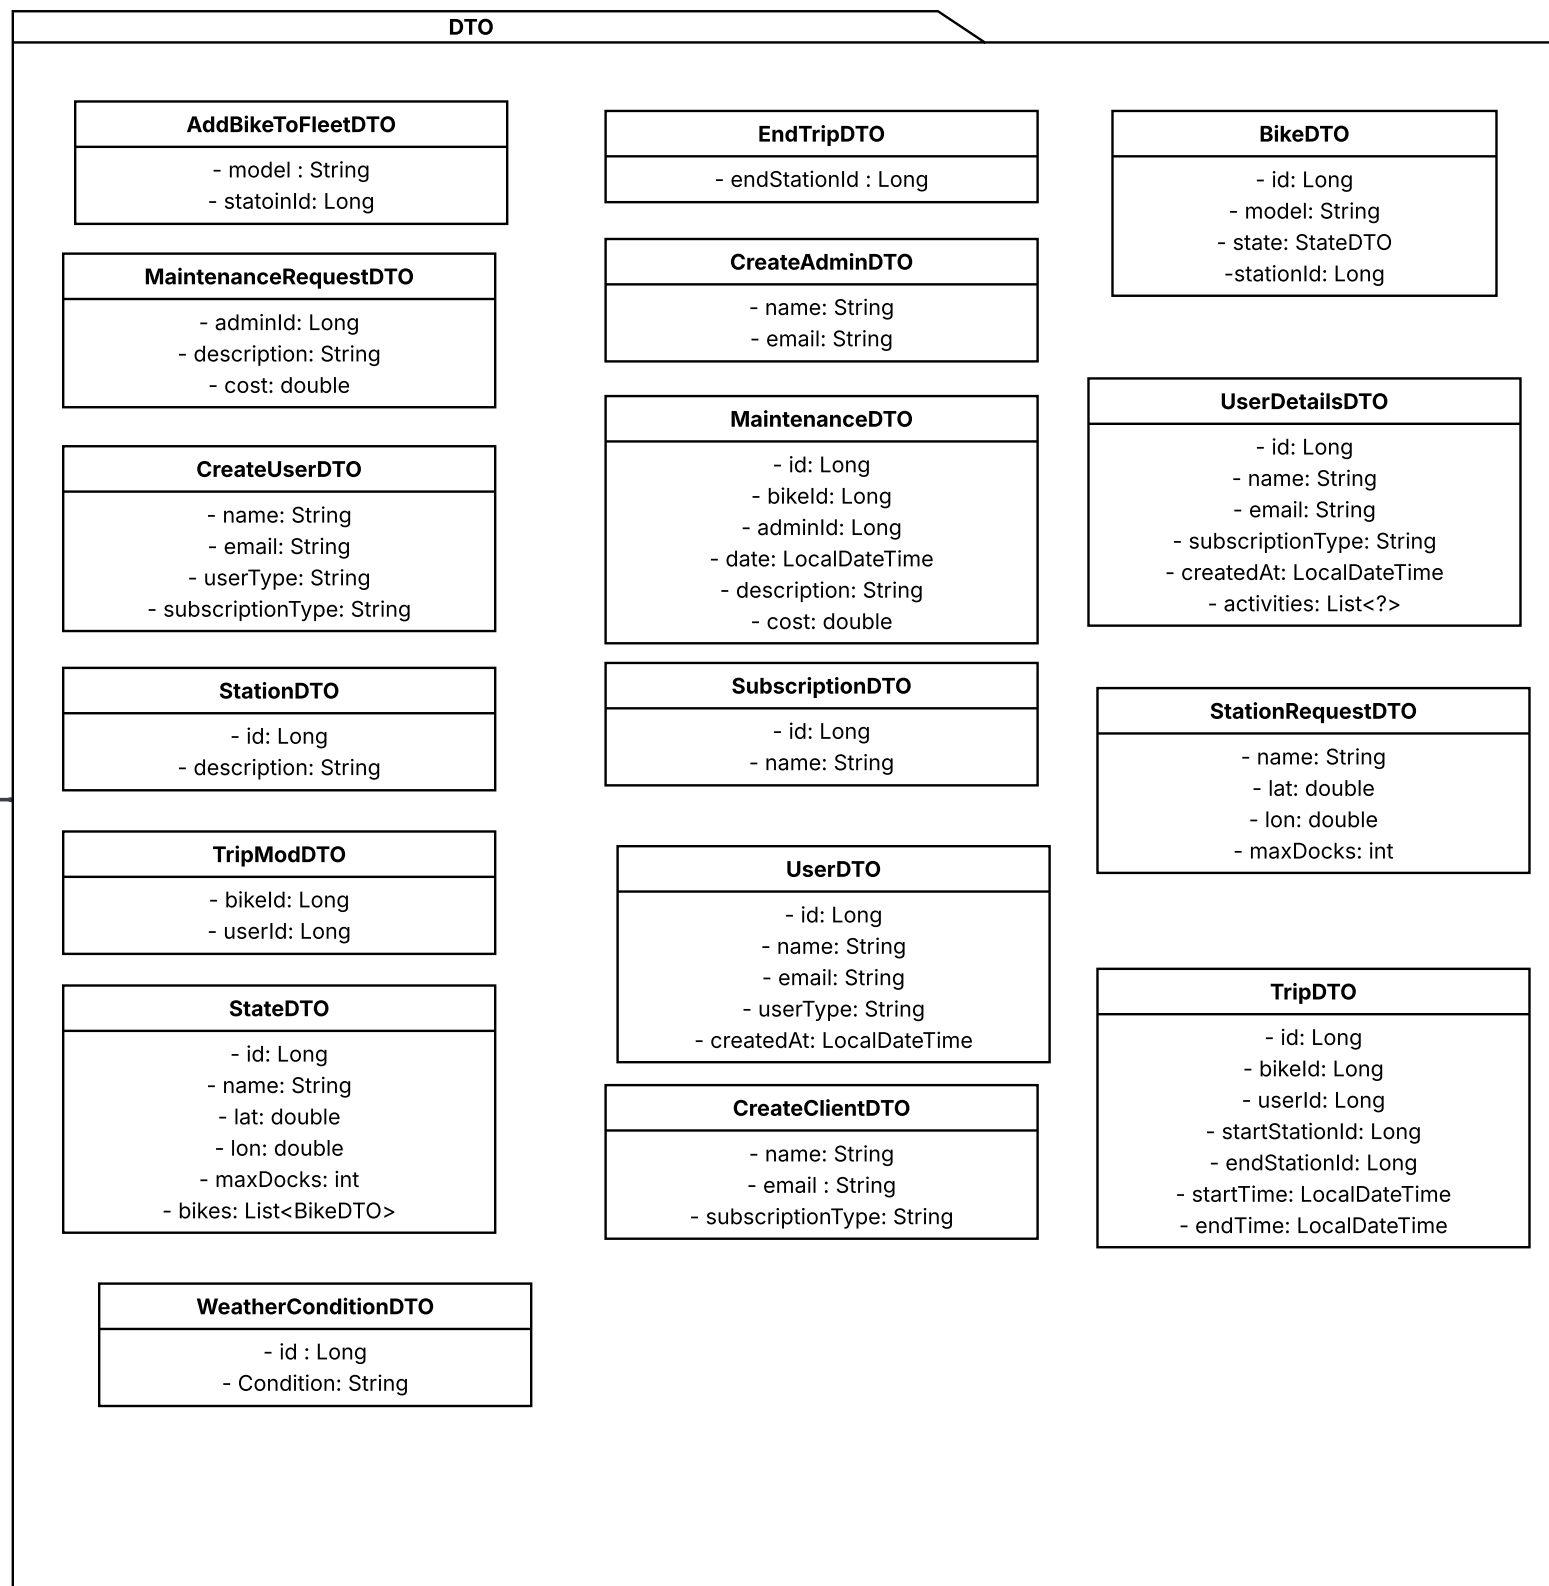 DTO
AddBikeToFleetDTO
- model : String
- statoinId: Long
MaintenanceRequestDTO
- adminId: Long
- description: String
- cost: double
CreateUserDTO
- name: String
- email: String
- userType: String
- subscriptionType: String
StationDTO
- id: Long
- description: String
TripModDTO
- bikeId: Long
- userId: Long
StateDTO
- id: Long
- name: String
- lat: double
- lon: double
- maxDocks: int
- bikes: List<BikeDTO>
WeatherConditionDTO
- id : Long
- Condition: String
EndTripDTO
- endStationId : Long
CreateAdminDTO
- name: String
- email: String
MaintenanceDTO
- id: Long
- bikeId: Long
- adminId: Long
- date: LocalDateTime
- description: String
- cost: double
SubscriptionDTO
- id: Long
- name: String
UserDTO
- id: Long
- name: String
- email: String
- userType: String
- createdAt: LocalDateTime
CreateClientDTO
- name: String
- email : String
- subscriptionType: String
BikeDTO
- id: Long
- model: String
- state: StateDTO
-stationId: Long
UserDetailsDTO
- id: Long
- name: String
- email: String
- subscriptionType: String
- createdAt: LocalDateTime
- activities: List<?>
StationRequestDTO
- name: String
- lat: double
- lon: double
- maxDocks: int
TripDTO
- id: Long
- bikeId: Long
- userId: Long
- startStationId: Long
- endStationId: Long
- startTime: LocalDateTime
- endTime: LocalDateTime